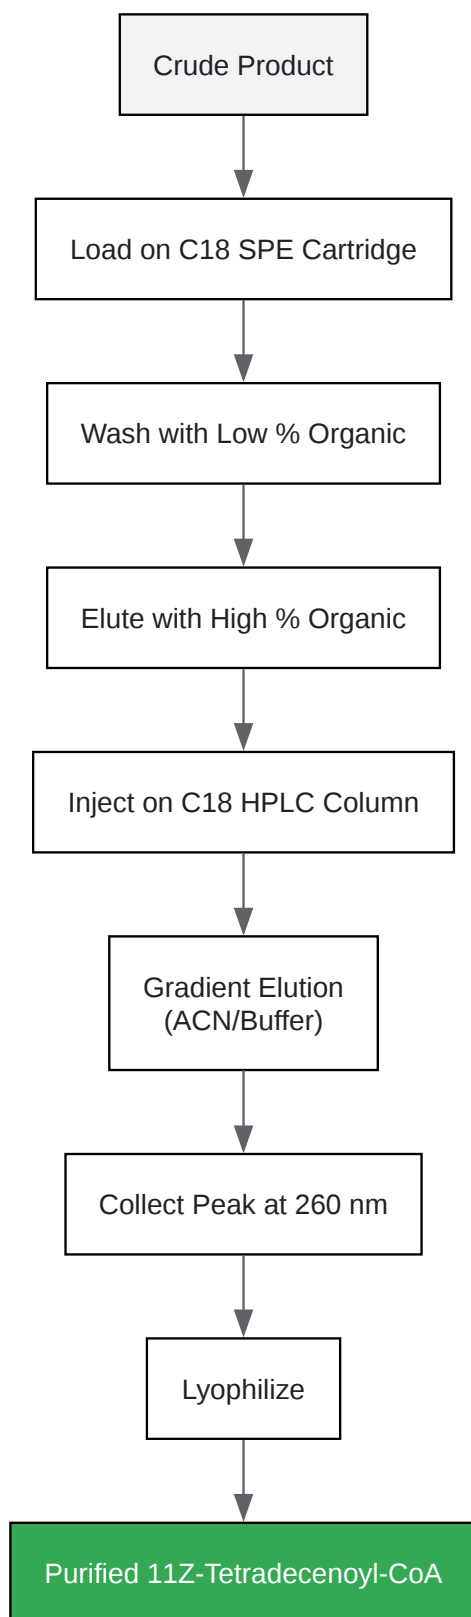 Crude Product
Load on C18 SPE Cartridge
Wash with Low % Organic
Elute with High % Organic
Inject on C18 HPLC Column
Gradient Elution
(ACN/Buffer)
Collect Peak at 260 nm
Lyophilize
Purified 11Z-Tetradecenoyl-CoA